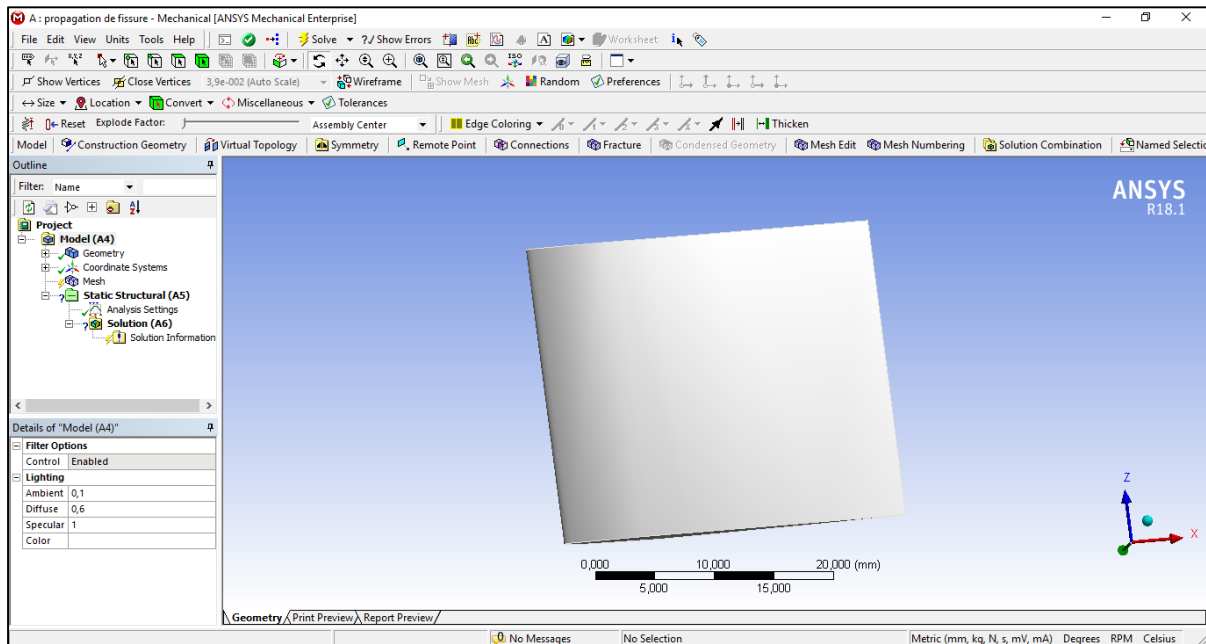 A : propagation de fissure - Mechanical [ANSYS Mechanical Enterprise]
File Edit View Units Tools Help Solve ?/ Show Errors Worksheet
Show Vertices Close Vertices 3,9e-002 (Auto Scale) Wireframe Show Mesh Random Preferences
Size Location Convert Miscellaneous Tolerances
Reset Explode Factor: Assembly Center Edge Coloring Thicken
Model Construction Geometry Virtual Topology Symmetry Remote Point Connections Fracture Condensed Geometry Mesh Edit Mesh Numbering Solution Combination Named Selectio
Outline
Filter: Name
Project
Model (A4)
Geometry
Coordinate Systems
Mesh
Static Structural (A5)
Analysis Settings
Solution (A6)
Solution Information
Details of "Model (A4)"
Filter Options
Control Enabled
Lighting
Ambient 0,1
Diffuse 0,6
Specular 1
Color
ANSYS
R18.1
Z
X
0,000 10,000 20,000 (mm)
5,000 15,000
Geometry Print Preview Report Preview
0 No Messages No Selection Metric (mm, kg, N, s, mV, mA) Degrees RPM Celsius